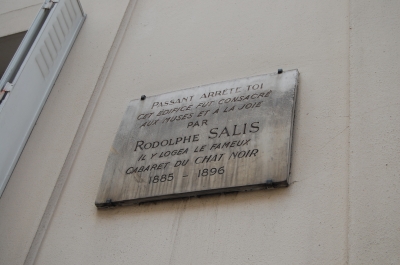 PASSANT ARRETE TOI
CET EDIFICE FUT CONSACRE
AUX MUSES ET A LA JOIE
PAR
RODOLPHE SALIS
IL Y LOGEA LE FAMEUX
CABARET DU CHAT NOIR
1885 - 1896